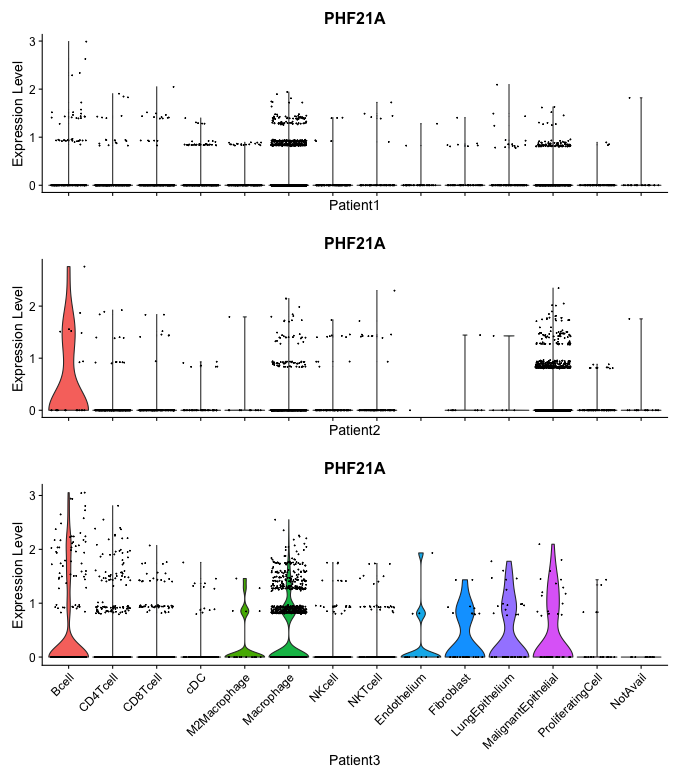 PHF21A
Expression Level
3
2
1
0
Patient1
PHF21A
Expression Level
2
1
0
Patient2
PHF21A
Expression Level
3
2
1
0
Bcell
CD4Tcell
CD8Tcell
cDC
M2Macrophage
Macrophage
NKcell
NKTcell
Endothelium
Fibroblast
LungEpithelium
MalignantEpithelial
ProliferatingCell
NotAvail
Patient3